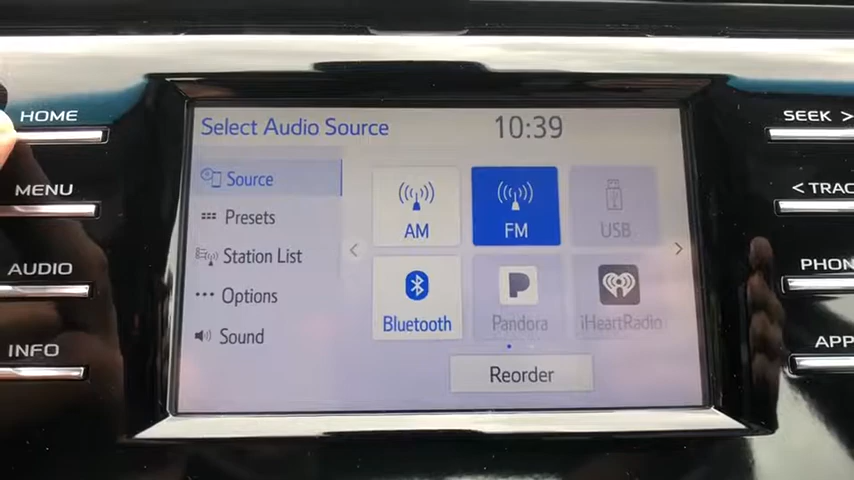 HOME
MENU
AUDIO
INFO
Select Audio Source
10:39
Source
Presets
Station List
Options
Sound
AM
FM
USB
Bluetooth
Pandora
iHeartRadio
Reorder
SEEK >
< TRAC
PHON
APP